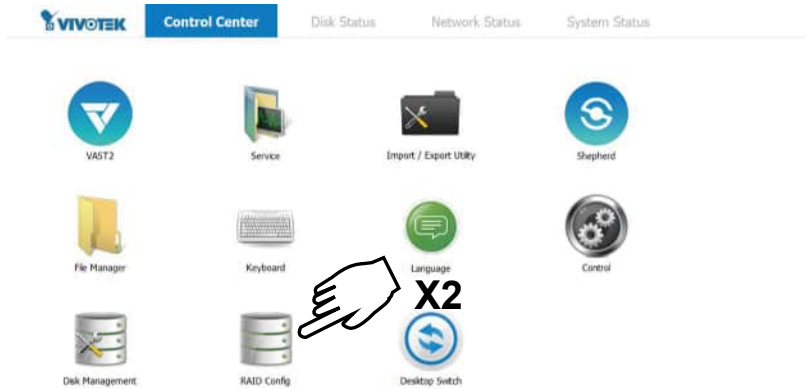 VIVOTEK Control Center Disk Status Network Status System Status
VAST2 Service Import / Export Utility Shepherd
File Manager Keyboard Language Control
X2
Disk Management RAID Config Desktop Switch